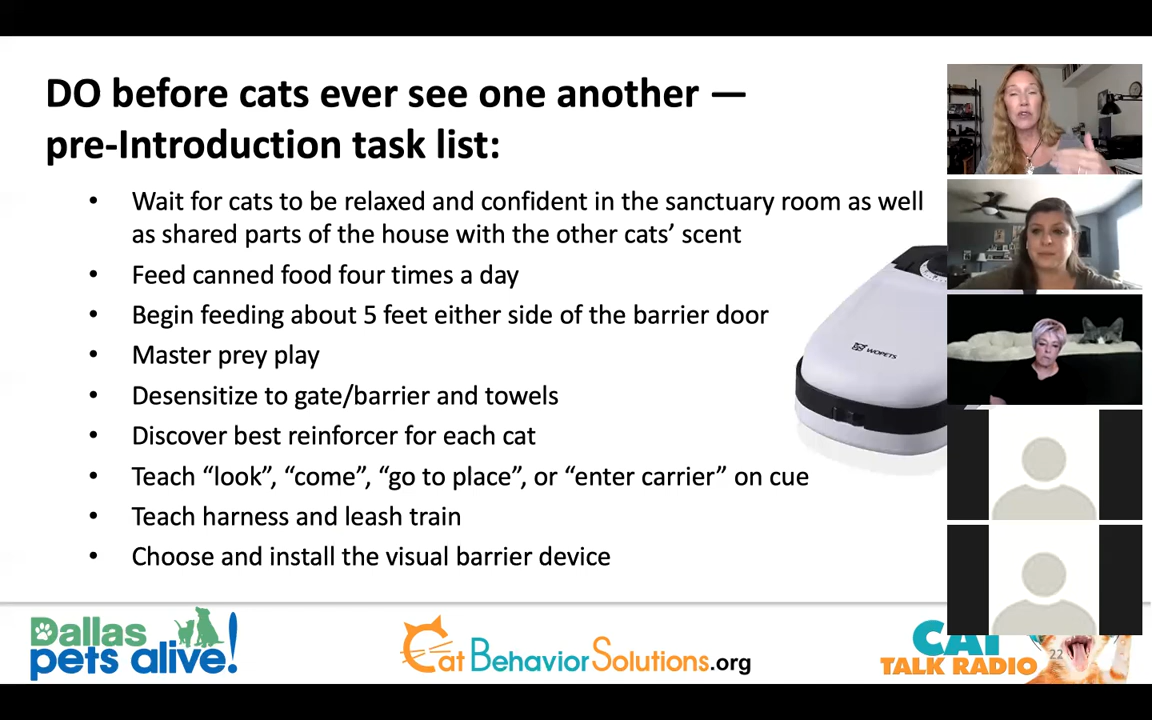 DO before cats ever see one another —
pre-Introduction task list:
• Wait for cats to be relaxed and confident in the sanctuary room as well
as shared parts of the house with the other cats’ scent
• Feed canned food four times a day
• Begin feeding about 5 feet either side of the barrier door
• Master prey play
• Desensitize to gate/barrier and towels
• Discover best reinforcer for each cat
• Teach “look”, “come”, “go to place”, or “enter carrier” on cue
• Teach harness and leash train
• Choose and install the visual barrier device
WOPETS
Dallas
pets alive!
Cat BehaviorSolutions.org
CAT
TALK RADIO
22